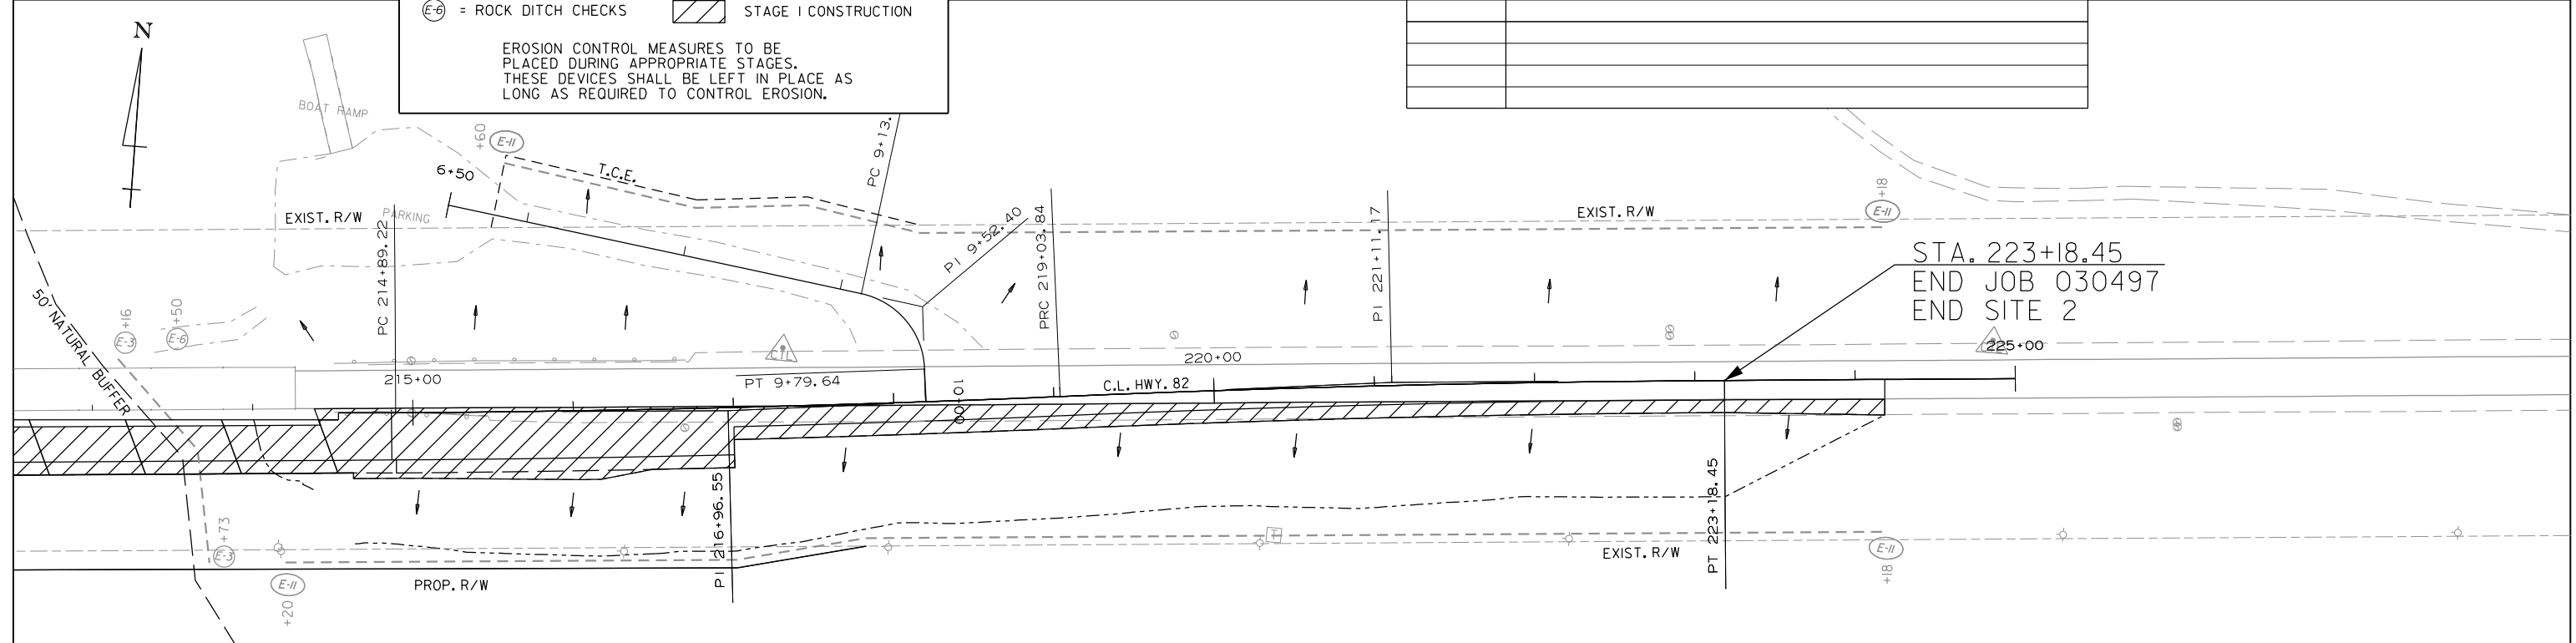 E-6 = ROCK DITCH CHECKS
STAGE 1 CONSTRUCTION
EROSION CONTROL MEASURES TO BE
PLACED DURING APPROPRIATE STAGES.
THESE DEVICES SHALL BE LEFT IN PLACE AS
LONG AS REQUIRED TO CONTROL EROSION.
N
BOAT RAMP
+60
E-11
T.C.E.
6+50
PC 9+13.
EXIST. R/W
PARKING
PC 214+89.22
PI 9+52.40
PRC 219+03.84
PI 221+11.17
EXIST. R/W
+18
E-11
STA. 223+18.45
END JOB 030497
END SITE 2
50' NATURAL BUFFER
+16
E-3
+50
E-6
CTL
220+00
225+00
215+00
PT 9+79.64
10+00
C.L. HWY. 82
PI 216+96.55
PT 223+18.45
+73
E-3
T
EXIST. R/W
E-11
+18
E-11
+20
PROP. R/W